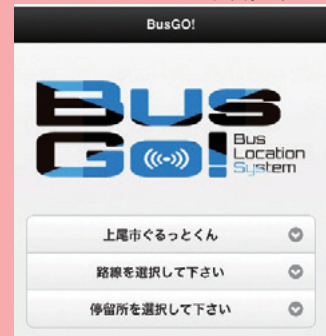 BusGO!
Bus
Go!
Bus
Location
System
上尾市ぐるっとくん
路線を選択して下さい
停留所を選択して下さい